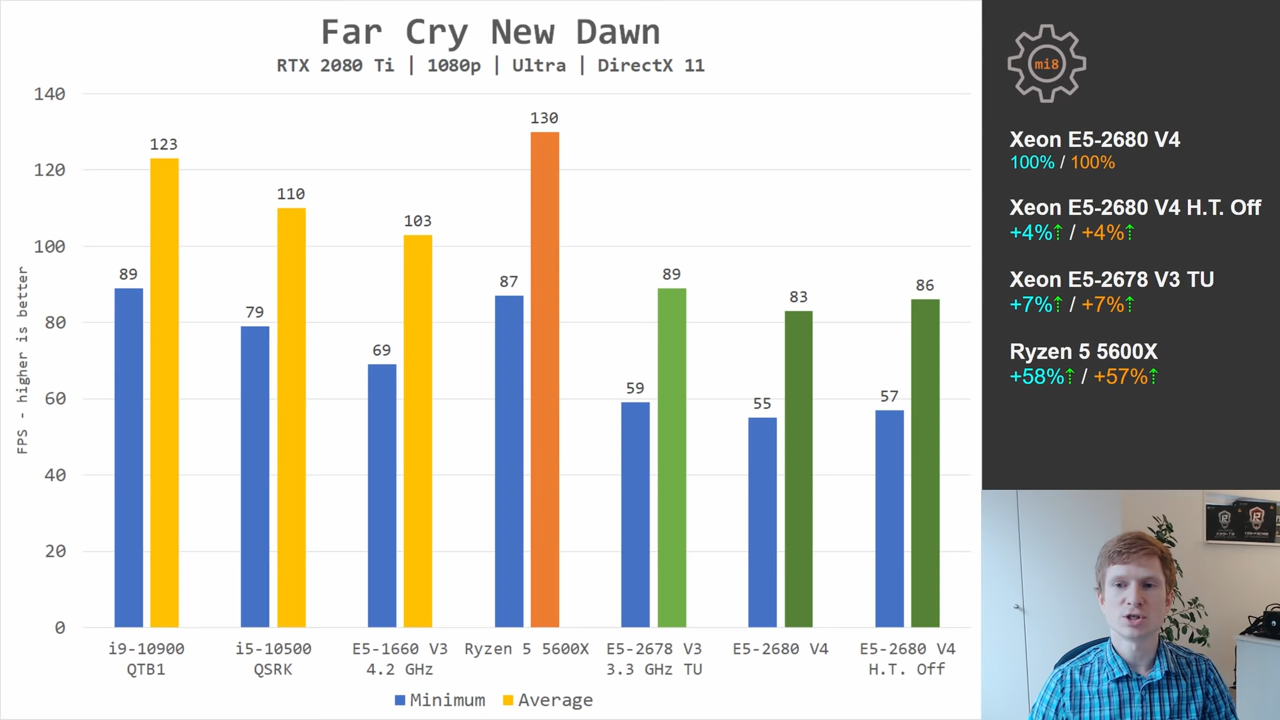 Far Cry New Dawn
RTX 2080 Ti | 1080p | Ultra | DirectX 11
FPS - higher is better
140
120
100
80
60
40
20
0
89
123
79
110
69
103
87
130
59
89
55
83
57
86
i9-10900
QTB1
i5-10500
QSRK
E5-1660 V3
4.2 GHz
Ryzen 5 5600X
E5-2678 V3
3.3 GHz TU
E5-2680 V4
E5-2680 V4
H.T. Off
Minimum
Average
mi8
Xeon E5-2680 V4
100% / 100%
Xeon E5-2680 V4 H.T. Off
+4%⇡ / +4%⇡
Xeon E5-2678 V3 TU
+7%⇡ / +7%⇡
Ryzen 5 5600X
+58%⇡ / +57%⇡